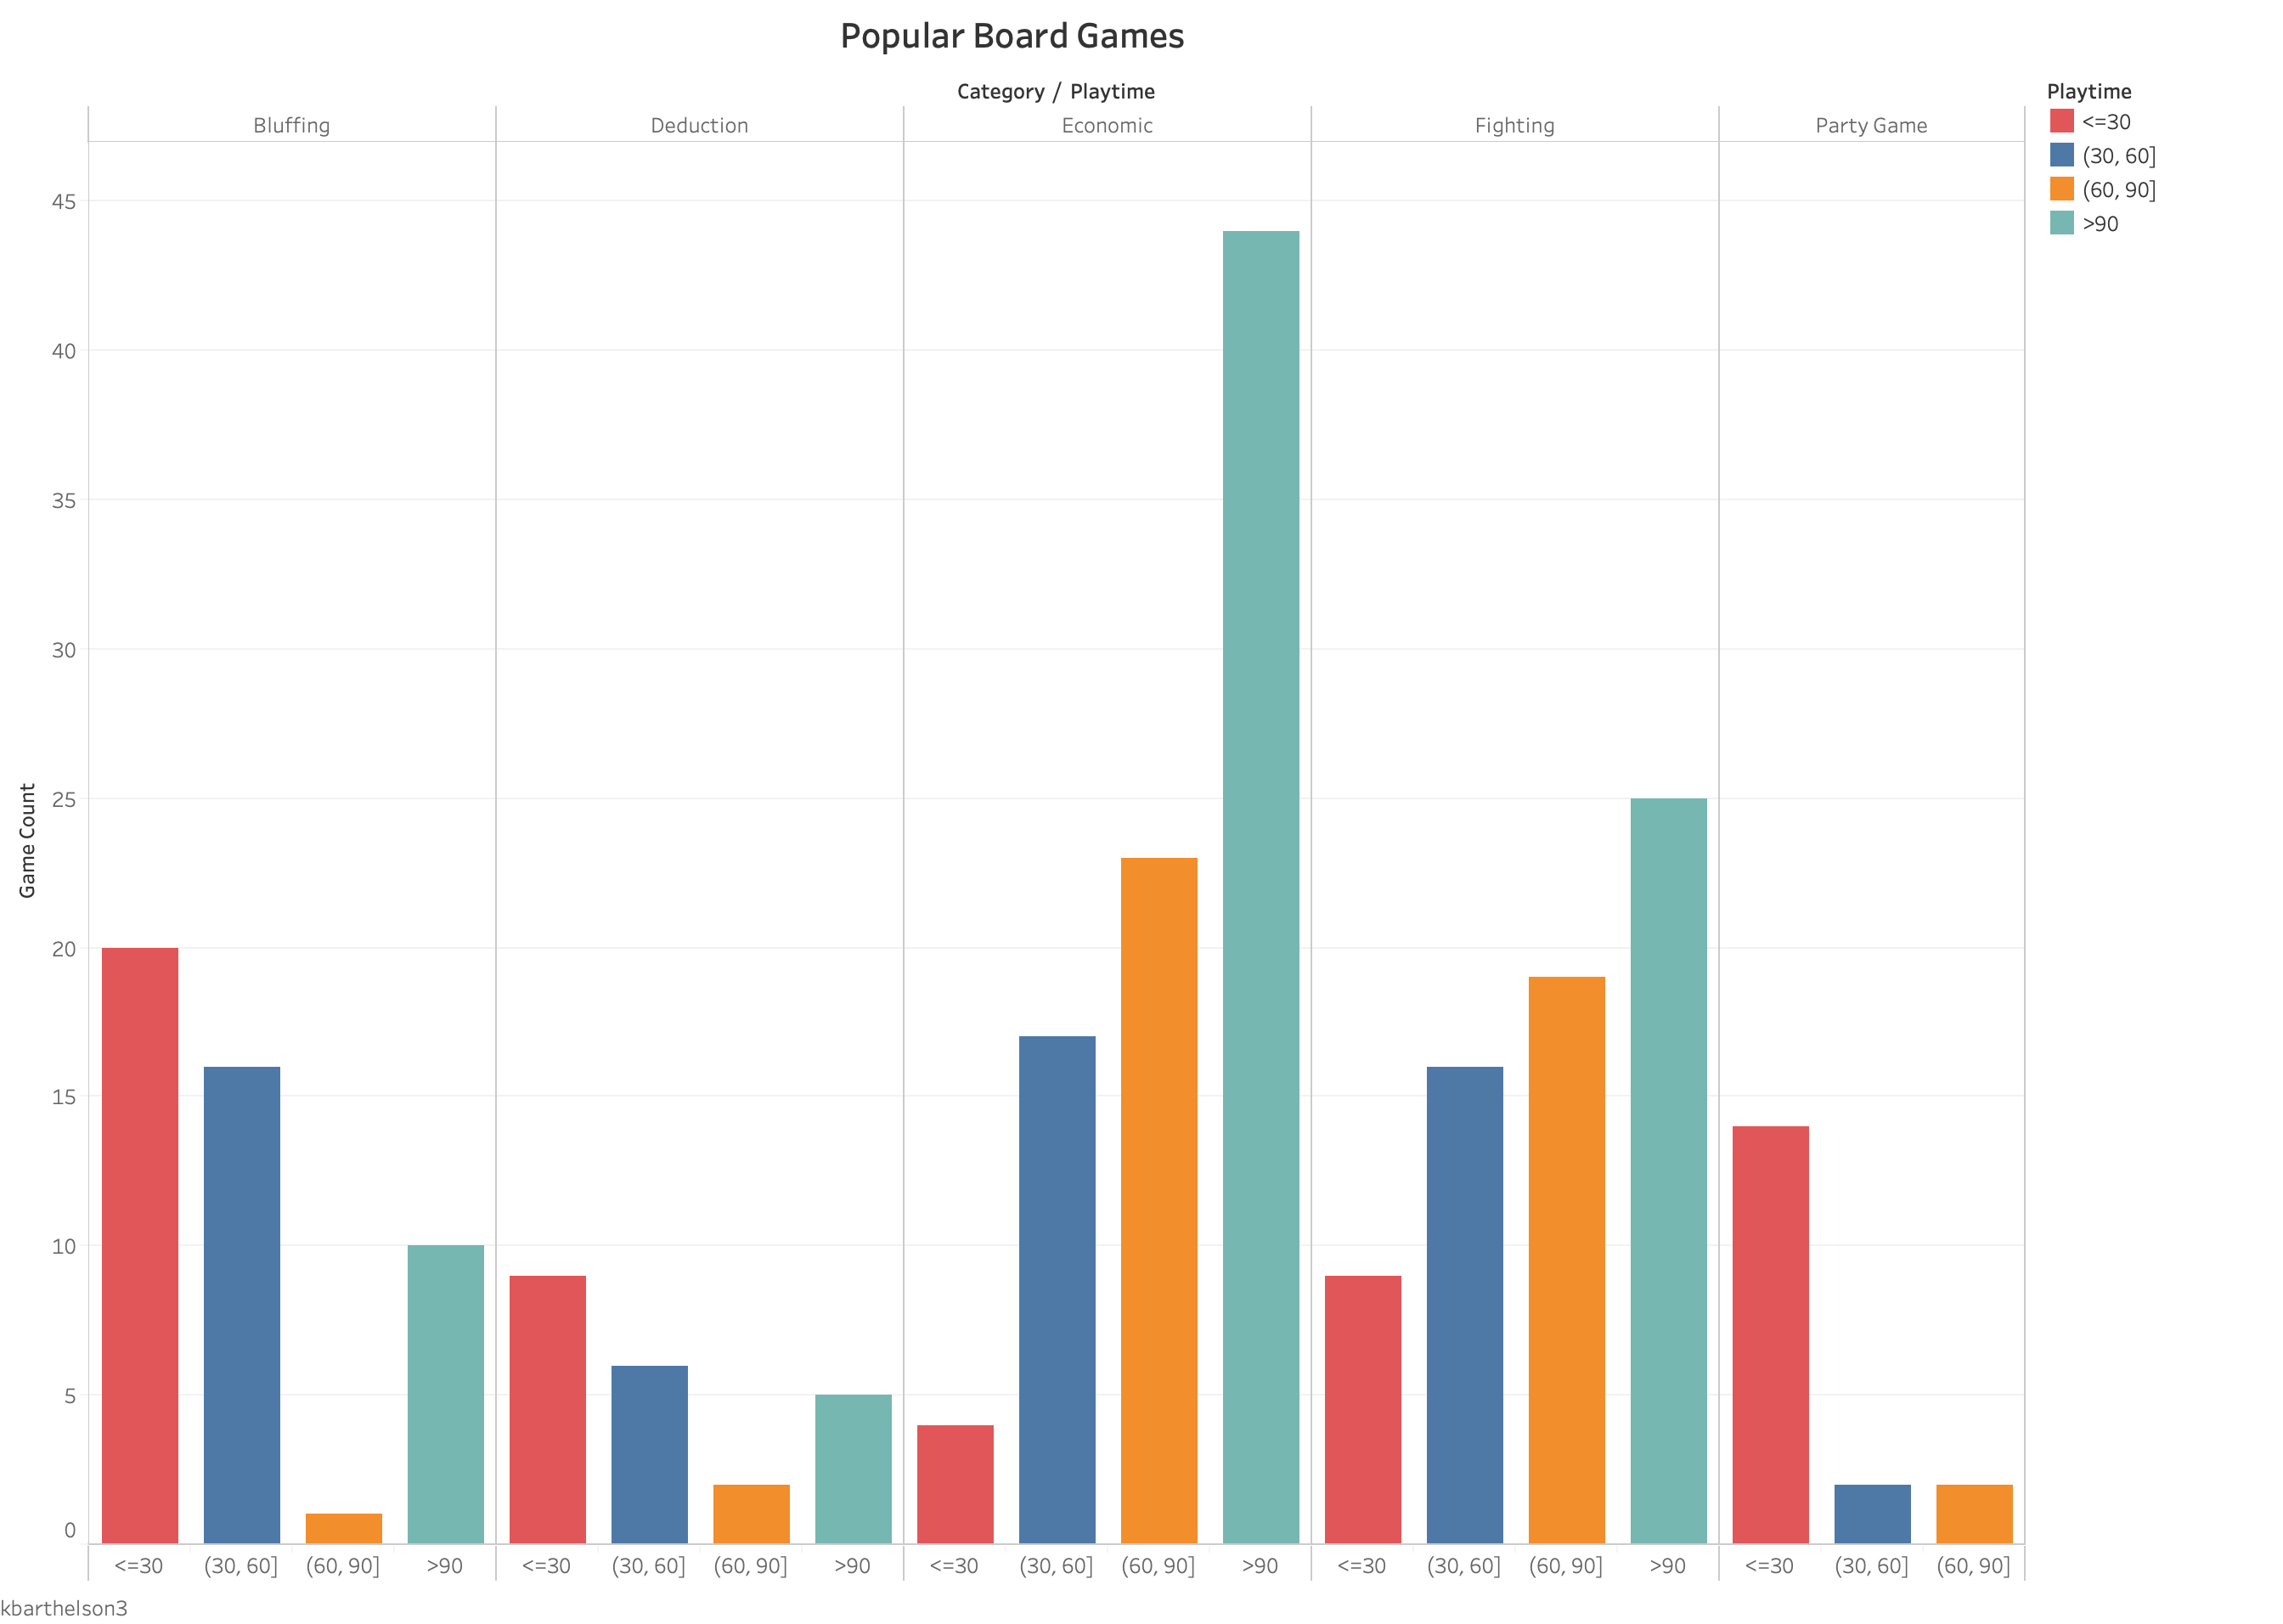 Popular Board Games
Category / Playtime
Bluffing Deduction Economic Fighting Party Game
Playtime
<=30
(30, 60]
(60, 90]
>90
Game Count
45
40
35
30
25
20
15
10
5
0
<=30 (30, 60] (60, 90] >90 <=30 (30, 60] (60, 90] >90 <=30 (30, 60] (60, 90] >90 <=30 (30, 60] (60, 90] >90 <=30 (30, 60] (60, 90]
kbarthelson3